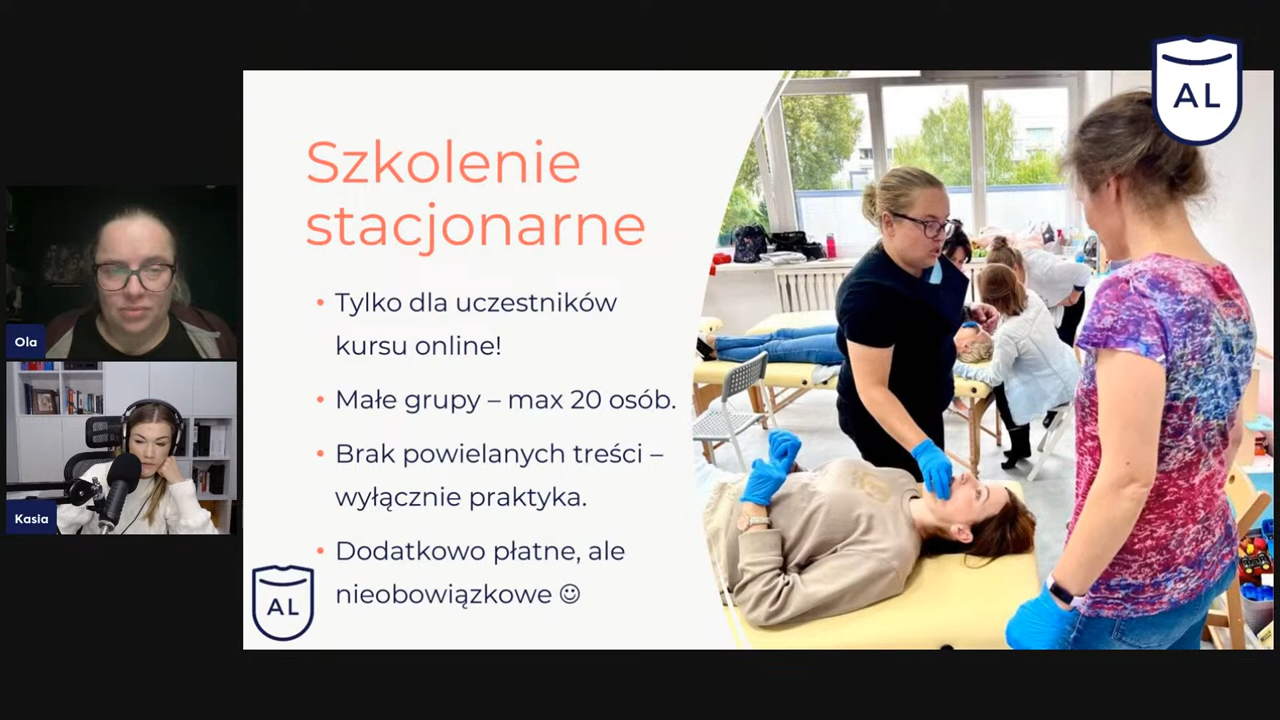 AL
Szkolenie
stacjonarne
• Tylko dla uczestników
kursu online!
• Małe grupy – max 20 osób.
• Brak powielanych treści –
wyłącznie praktyka.
• Dodatkowo płatne, ale
nieobowiązkowe ☺
AL
Ola
Kasia